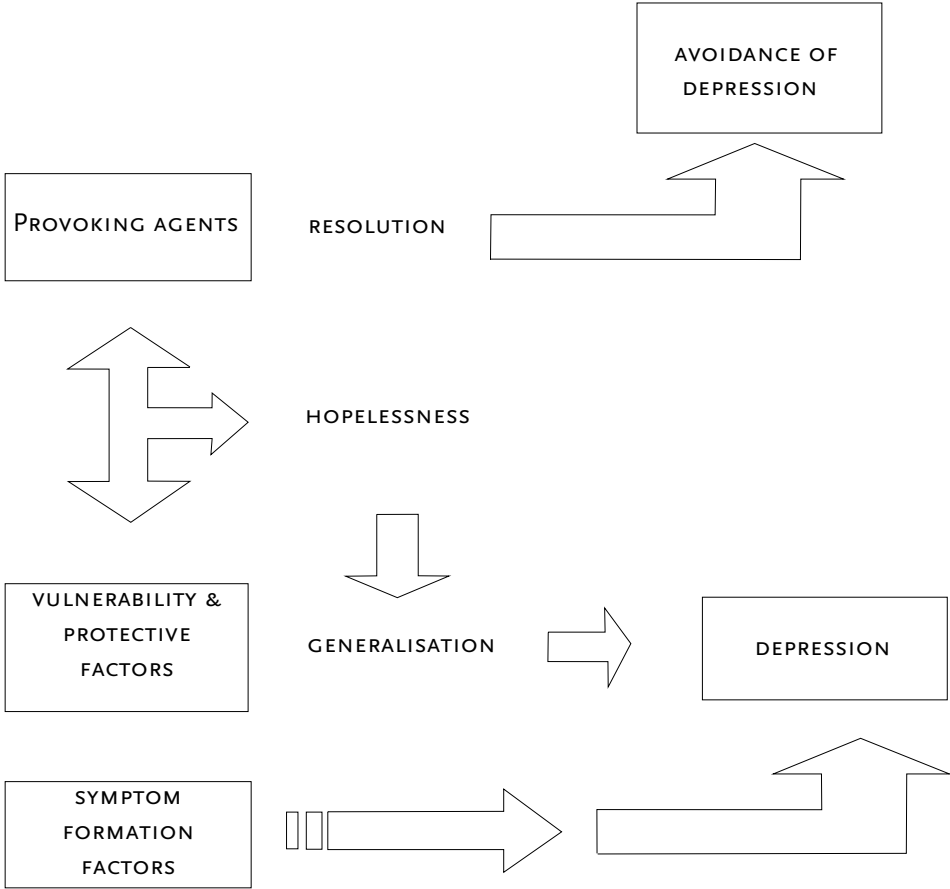 AVOIDANCE OF
DEPRESSION
PROVOKING AGENTS
RESOLUTION
HOPELESSNESS
VULNERABILITY &
PROTECTIVE
FACTORS
GENERALISATION
DEPRESSION
SYMPTOM
FORMATION
FACTORS